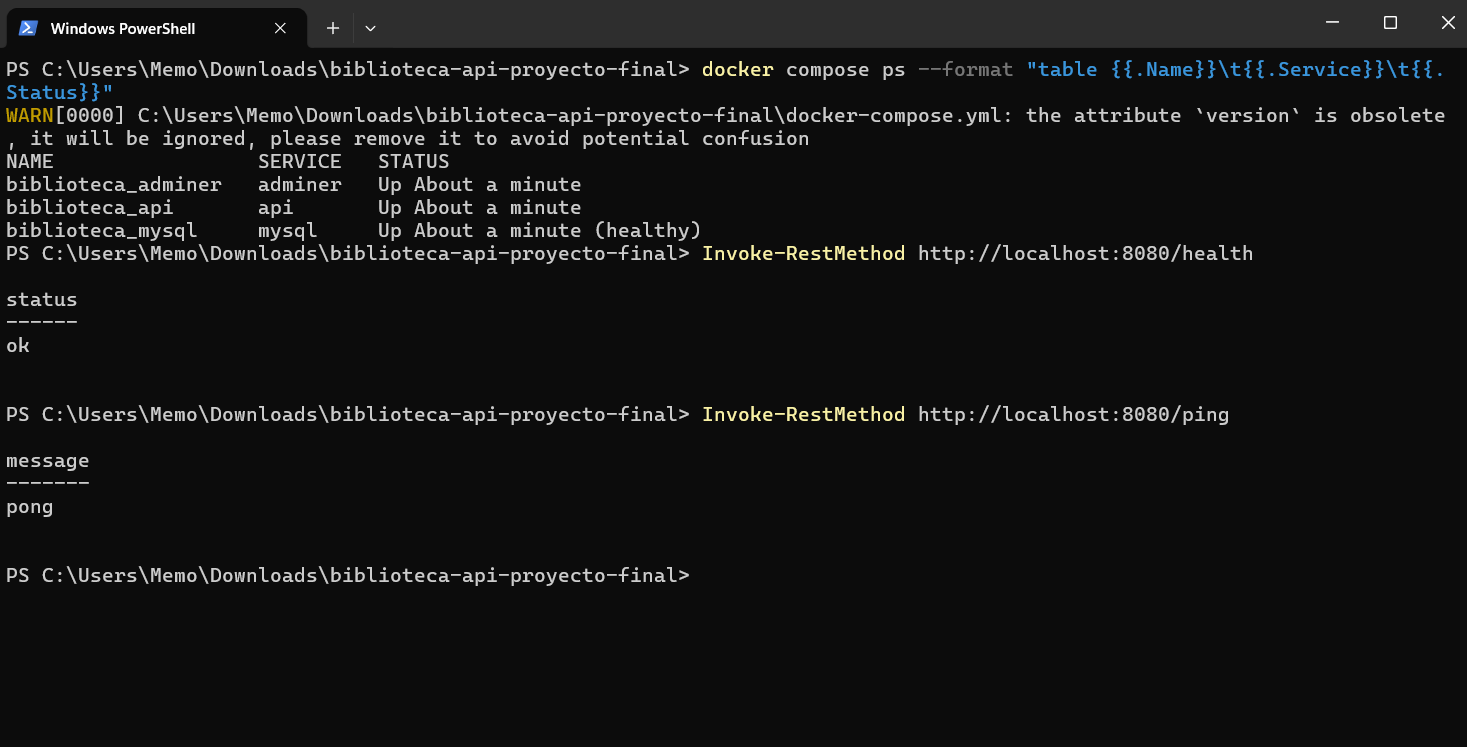 Windows PowerShell
PS C:\Users\Memo\Downloads\biblioteca-api-proyecto-final> docker compose ps --format "table {{.Name}}\t{{.Service}}\t{{.
Status}}"
WARN[0000] C:\Users\Memo\Downloads\biblioteca-api-proyecto-final\docker-compose.yml: the attribute `version` is obsolete
, it will be ignored, please remove it to avoid potential confusion
NAME                 SERVICE   STATUS
biblioteca_adminer   adminer   Up About a minute
biblioteca_api       api       Up About a minute
biblioteca_mysql     mysql     Up About a minute (healthy)
PS C:\Users\Memo\Downloads\biblioteca-api-proyecto-final> Invoke-RestMethod http://localhost:8080/health
status
------
ok
PS C:\Users\Memo\Downloads\biblioteca-api-proyecto-final> Invoke-RestMethod http://localhost:8080/ping
message
-------
pong
PS C:\Users\Memo\Downloads\biblioteca-api-proyecto-final>